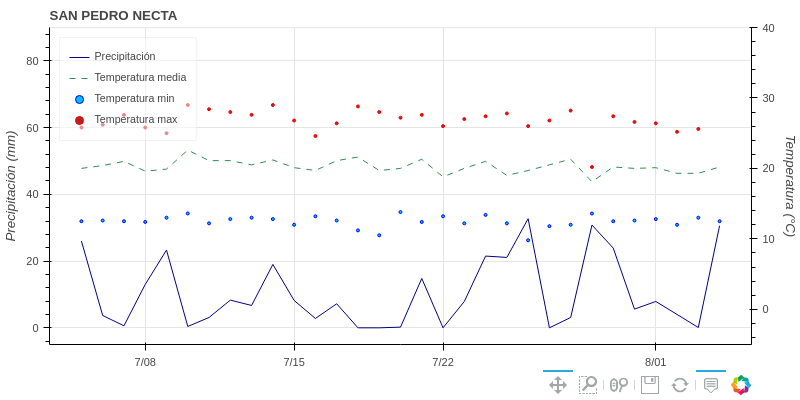 SAN PEDRO NECTA
Precipitación
Temperatura media
Temperatura min
Temperatura max
Precipitación (mm)
80
60
40
20
0
Temperatura (°C)
40
30
20
10
0
7/08
7/15
7/22
8/01